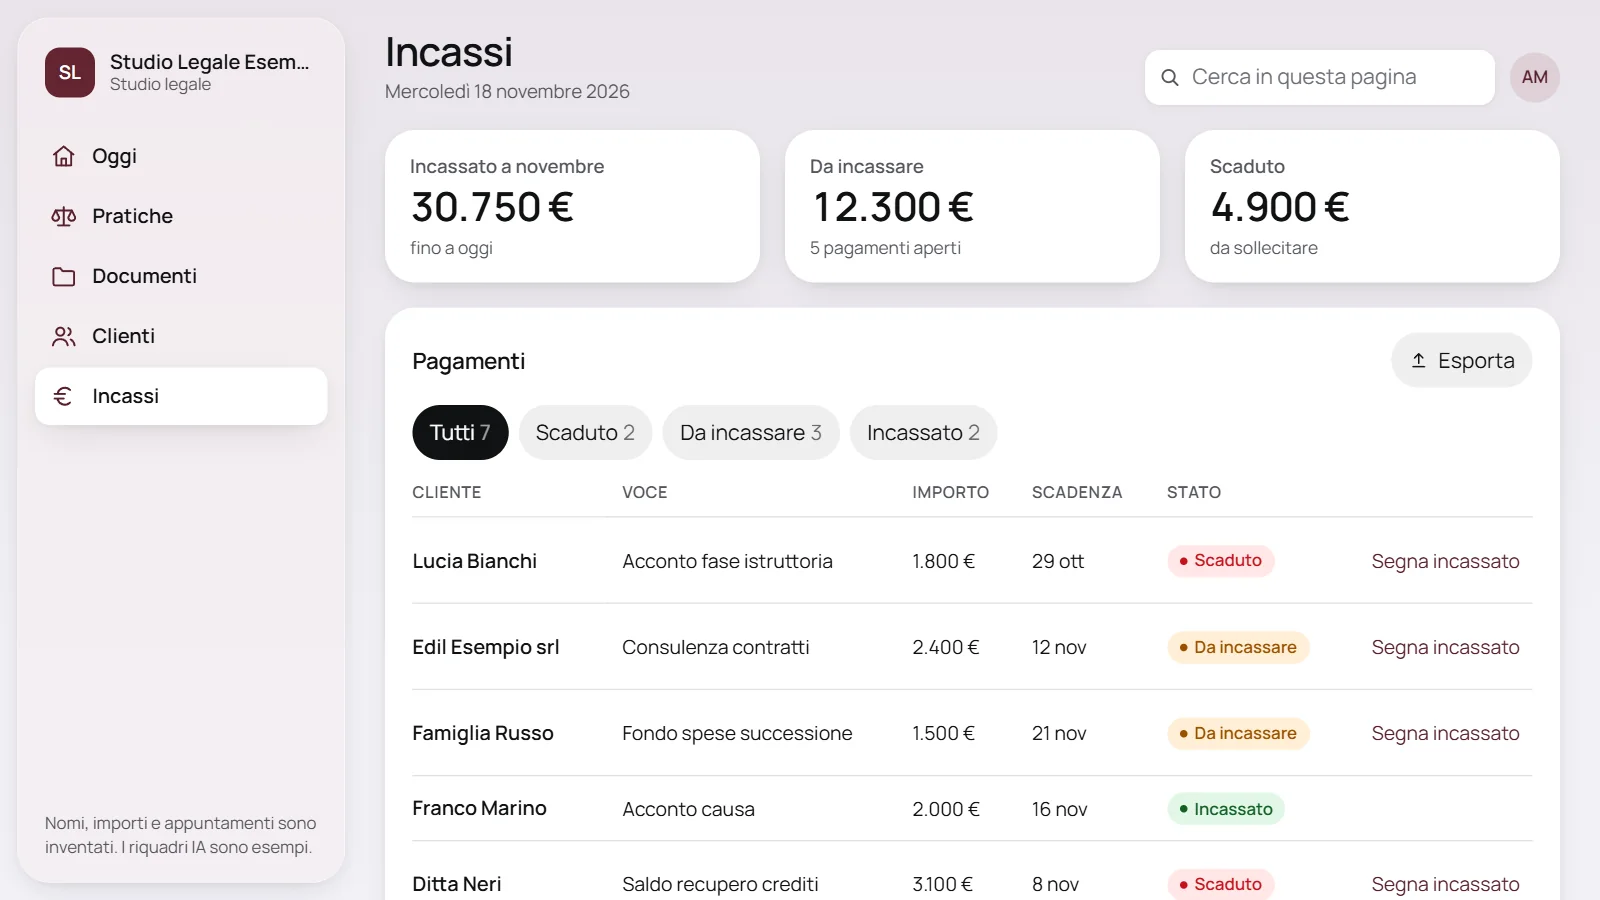 SL
Studio Legale Esem...
Studio legale
Oggi
Pratiche
Documenti
Clienti
Incassi
Nomi, importi e appuntamenti sono
inventati. I riquadri IA sono esempi.
Incassi
Mercoledì 18 novembre 2026
Cerca in questa pagina
AM
Incassato a novembre
30.750 €
fino a oggi
Da incassare
12.300 €
5 pagamenti aperti
Scaduto
4.900 €
da sollecitare
Pagamenti
Esporta
Tutti 7
Scaduto 2
Da incassare 3
Incassato 2
CLIENTE VOCE IMPORTO SCADENZA STATO
Lucia Bianchi Acconto fase istruttoria 1.800 € 29 ott Scaduto Segna incassato
Edil Esempio srl Consulenza contratti 2.400 € 12 nov Da incassare Segna incassato
Famiglia Russo Fondo spese successione 1.500 € 21 nov Da incassare Segna incassato
Franco Marino Acconto causa 2.000 € 16 nov Incassato
Ditta Neri Saldo recupero crediti 3.100 € 8 nov Scaduto Segna incassato